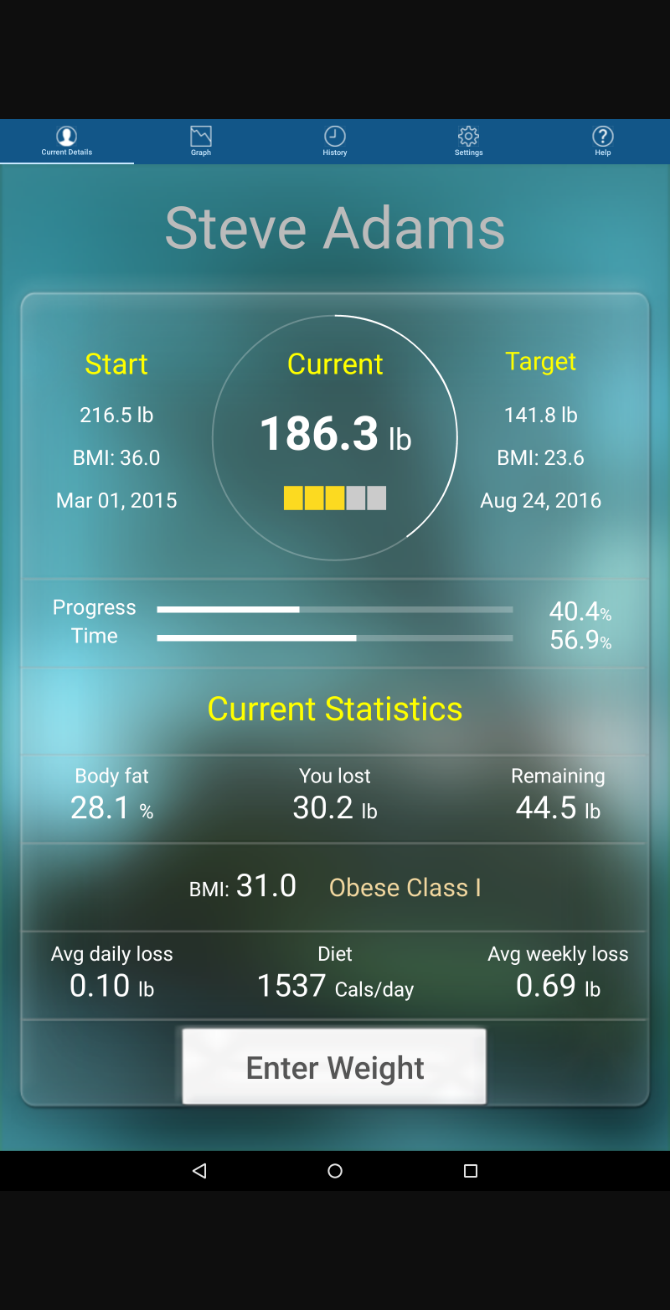 Current Details
Graph
History
Settings
Help
Steve Adams
Start
216.5 lb
BMI: 36.0
Mar 01, 2015
Current
186.3 lb
Target
141.8 lb
BMI: 23.6
Aug 24, 2016
Progress 40.4%
Time 56.9%
Current Statistics
Body fat
28.1 %
You lost
30.2 lb
Remaining
44.5 lb
BMI: 31.0 Obese Class I
Avg daily loss
0.10 lb
Diet
1537 Cals/day
Avg weekly loss
0.69 lb
Enter Weight